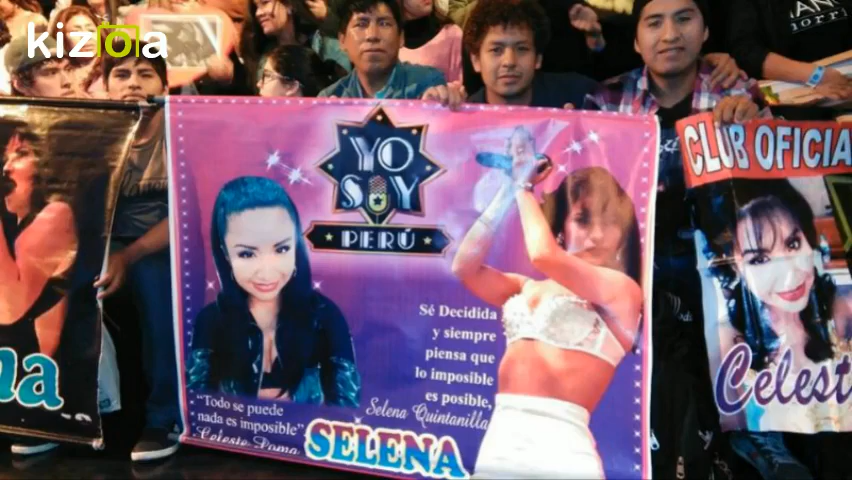 kizoa
YO
SOY
PERÚ
CLUB OFICIA
Sé Decidida
y siempre
piensa que
lo imposible
es posible,
Selena Quintanilla
“Todo se puede
nada es imposible”
Celeste
SELENA
Celest
na